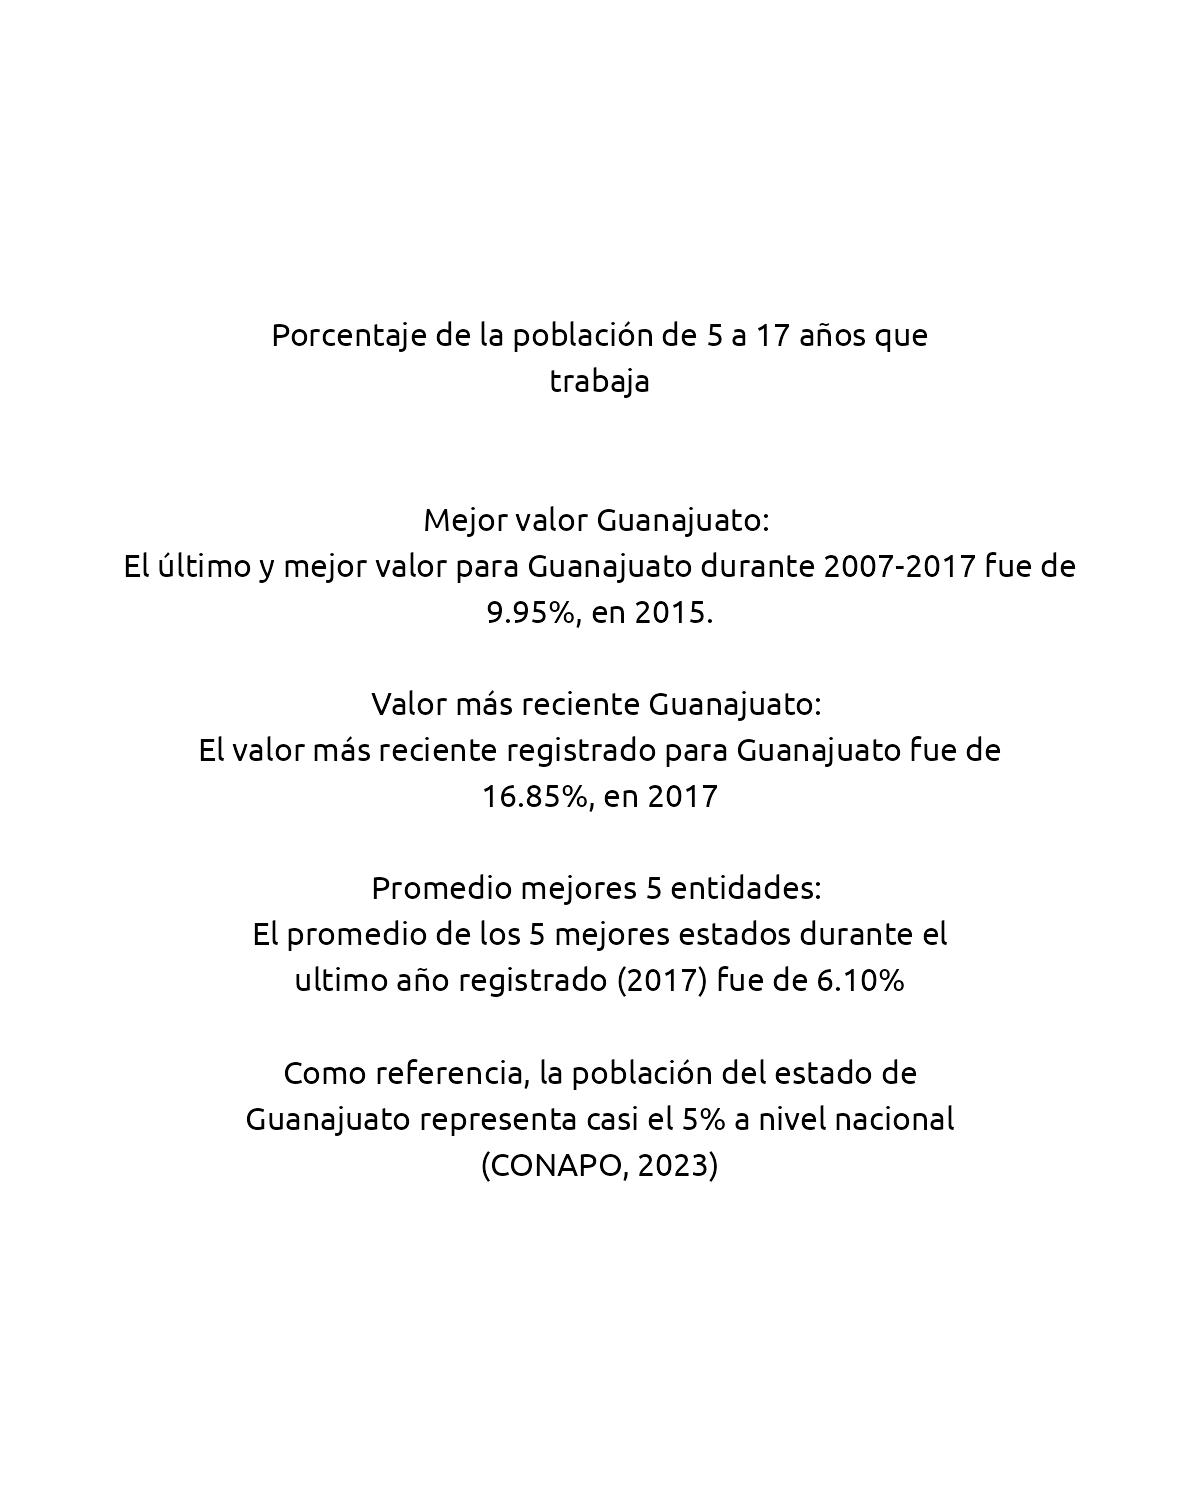 Porcentaje de la población de 5 a 17 años que
trabaja
Mejor valor Guanajuato:
El último y mejor valor para Guanajuato durante 2007-2017 fue de
9.95%, en 2015.
Valor más reciente Guanajuato:
El valor más reciente registrado para Guanajuato fue de
16.85%, en 2017
Promedio mejores 5 entidades:
El promedio de los 5 mejores estados durante el
ultimo año registrado (2017) fue de 6.10%
Como referencia, la población del estado de
Guanajuato representa casi el 5% a nivel nacional
(CONAPO, 2023)